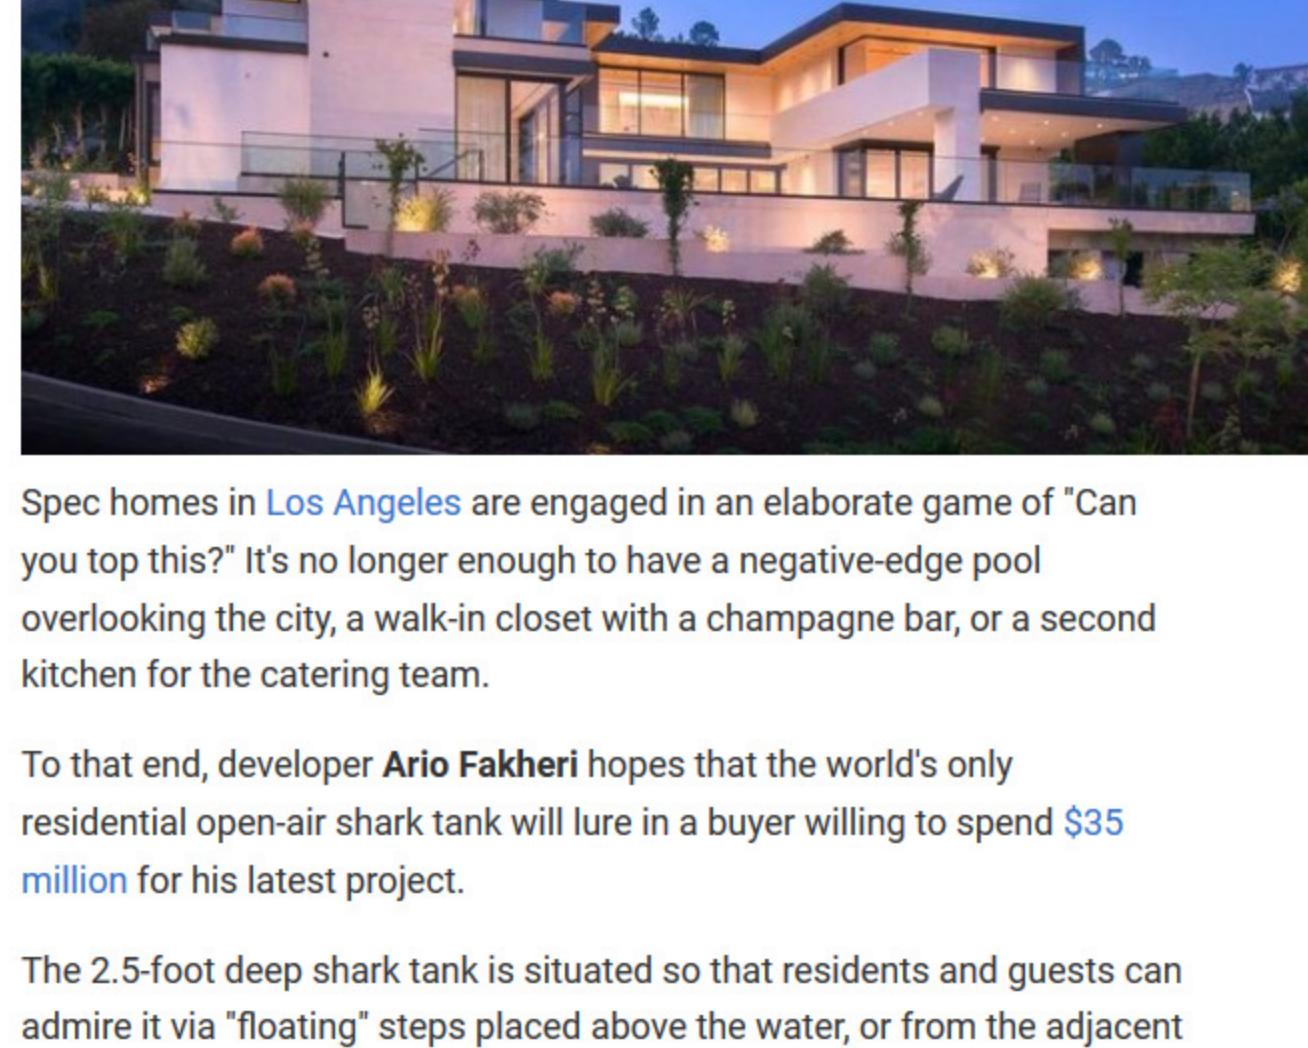 Spec homes in Los Angeles are engaged in an elaborate game of "Can
you top this?" It's no longer enough to have a negative-edge pool
overlooking the city, a walk-in closet with a champagne bar, or a second
kitchen for the catering team.
To that end, developer Ario Fakheri hopes that the world's only
residential open-air shark tank will lure in a buyer willing to spend $35
million for his latest project.
The 2.5-foot deep shark tank is situated so that residents and guests can
admire it via "floating" steps placed above the water, or from the adjacent